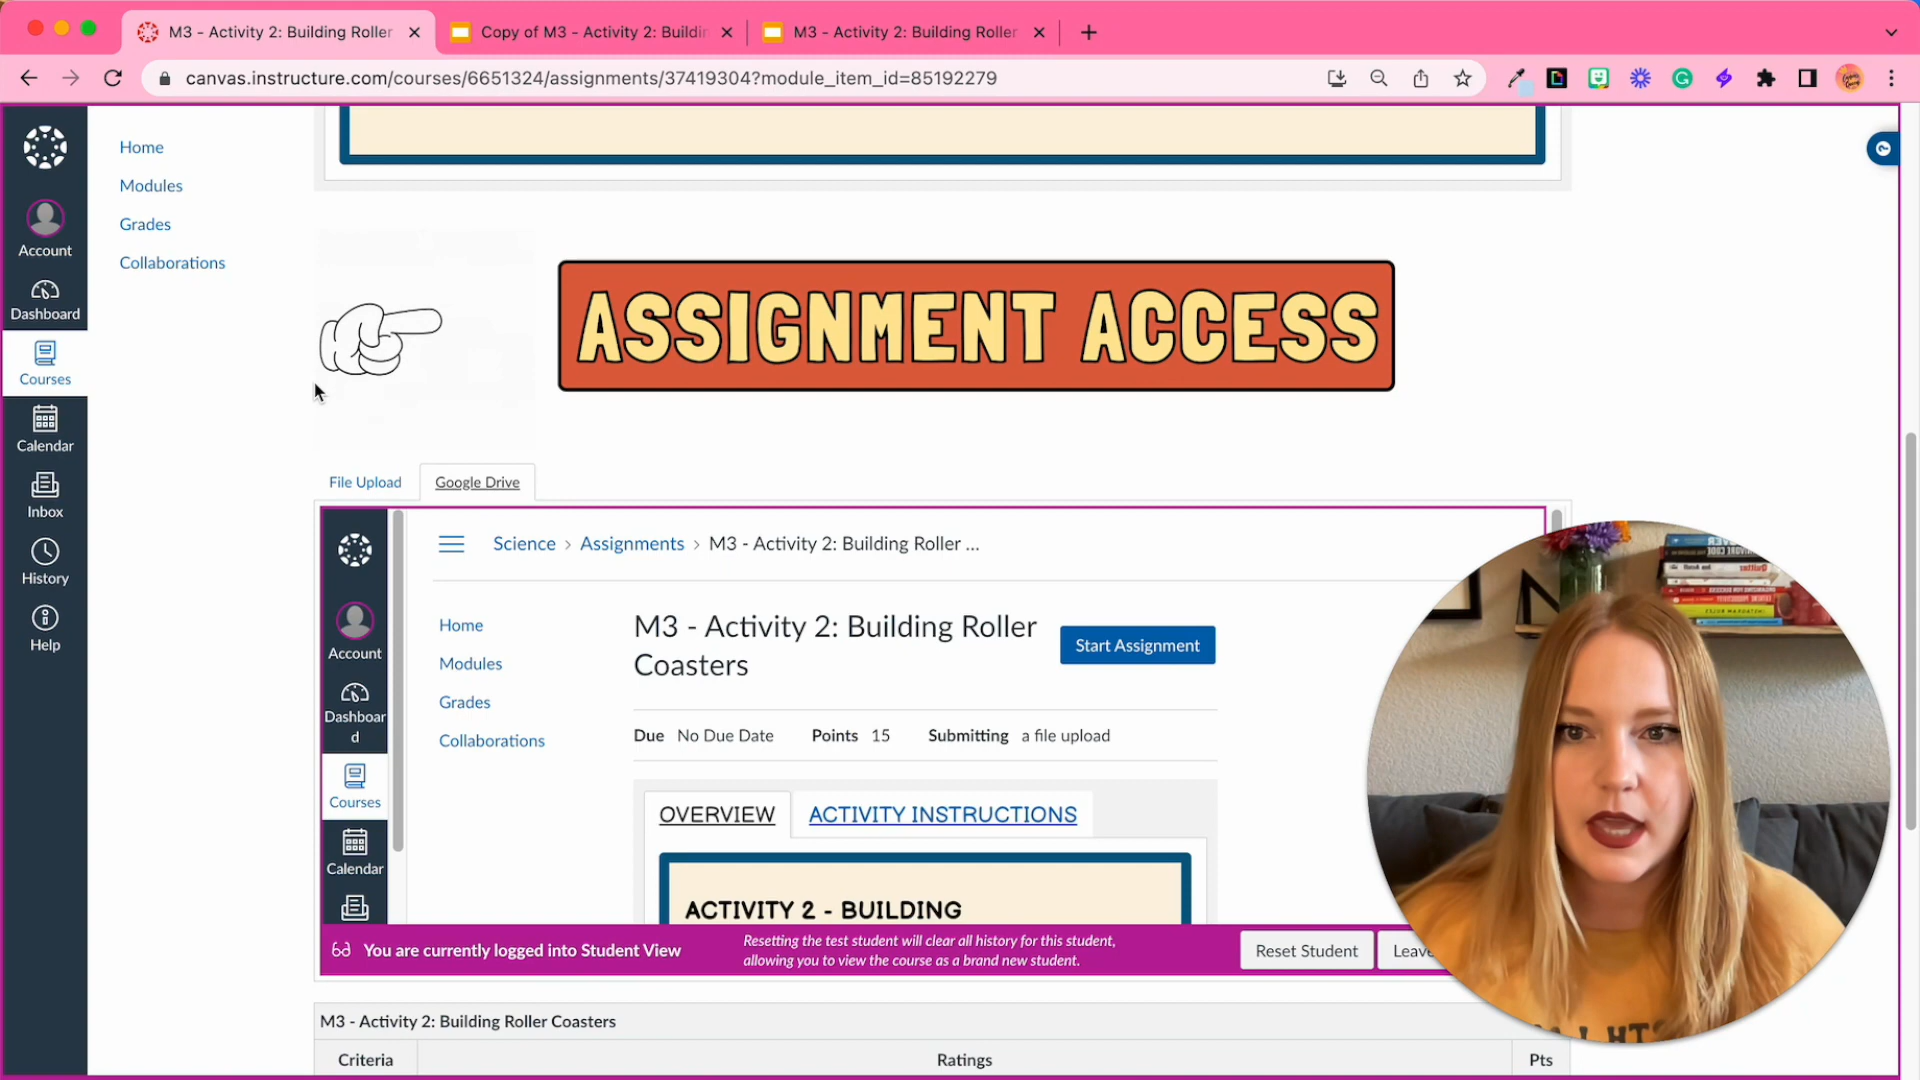 M3 - Activity 2: Building Roller
Copy of M3 - Activity 2: Buildin
M3 - Activity 2: Building Roller
canvas.instructure.com/courses/6651324/assignments/37419304?module_item_id=85192279
Account
Dashboard
Courses
Calendar
Inbox
History
Help
Home
Modules
Grades
Collaborations
ASSIGNMENT ACCESS
File Upload
Google Drive
Science > Assignments > M3 - Activity 2: Building Roller ...
Account
Dashboar
d
Courses
Calendar
Home
Modules
Grades
Collaborations
M3 - Activity 2: Building Roller
Coasters
Start Assignment
Due No Due Date Points 15 Submitting a file upload
OVERVIEW
ACTIVITY INSTRUCTIONS
ACTIVITY 2 - BUILDING
You are currently logged into Student View
Resetting the test student will clear all history for this student,
allowing you to view the course as a brand new student.
Reset Student
Leave
M3 - Activity 2: Building Roller Coasters
Criteria Ratings Pts